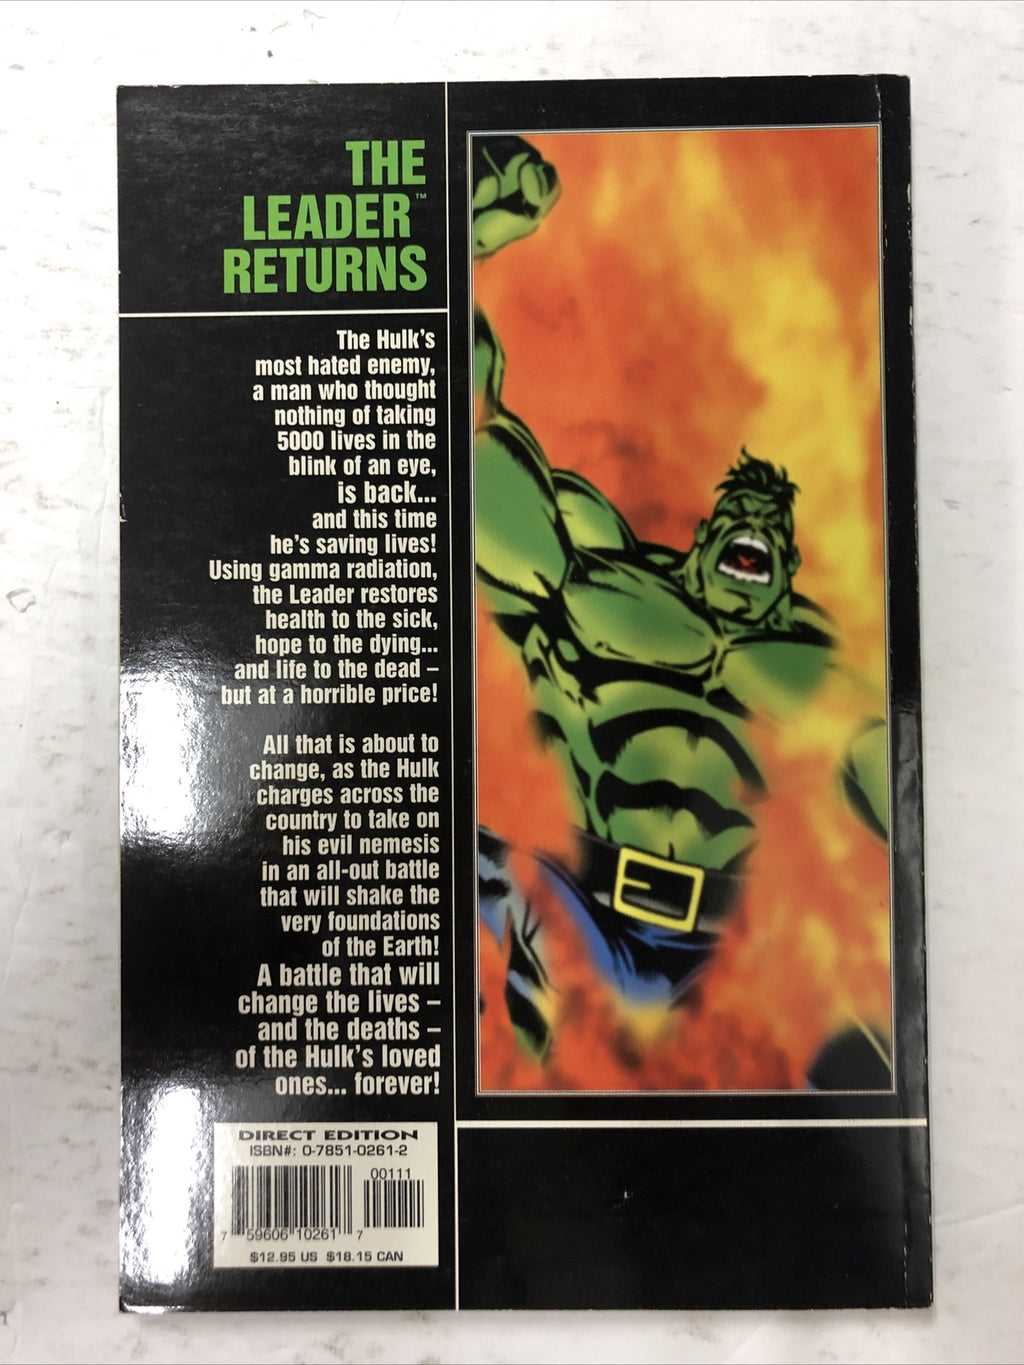 THE
LEADER™
RETURNS
The Hulk's
most hated enemy,
a man who thought
nothing of taking
5000 lives in the
blink of an eye,
is back...
and this time
he's saving lives!
Using gamma radiation,
the Leader restores
health to the sick,
hope to the dying...
and life to the dead –
but at a horrible price!
All that is about to
change, as the Hulk
charges across the
country to take on
his evil nemesis
in an all-out battle
that will shake the
very foundations
of the Earth!
A battle that will
change the lives –
and the deaths –
of the Hulk's loved
ones... forever!
DIRECT EDITION
ISBN#: 0-7851-0261-2
00111
7 59606 10261 7
$12.95 US $18.15 CAN